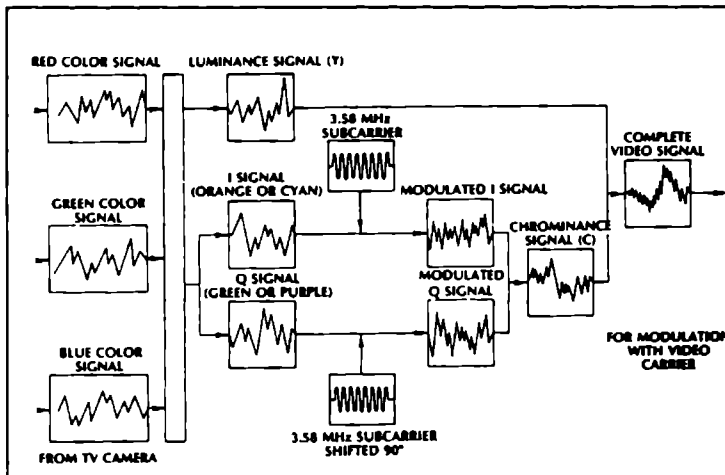 RED COLOR SIGNAL
LUMINANCE SIGNAL (Y)
3.58 MHz
SUBCARRIER
COMPLETE
VIDEO SIGNAL
GREEN COLOR
SIGNAL
I SIGNAL
(ORANGE OR CYAN)
MODULATED I SIGNAL
CHROMINANCE
SIGNAL (C)
Q SIGNAL
(GREEN OR PURPLE)
MODULATED
Q SIGNAL
BLUE COLOR
SIGNAL
FOR MODULATION
WITH VIDEO
CARRIER
3.58 MHz SUBCARRIER
SHIFTED 90°
FROM TV CAMERA